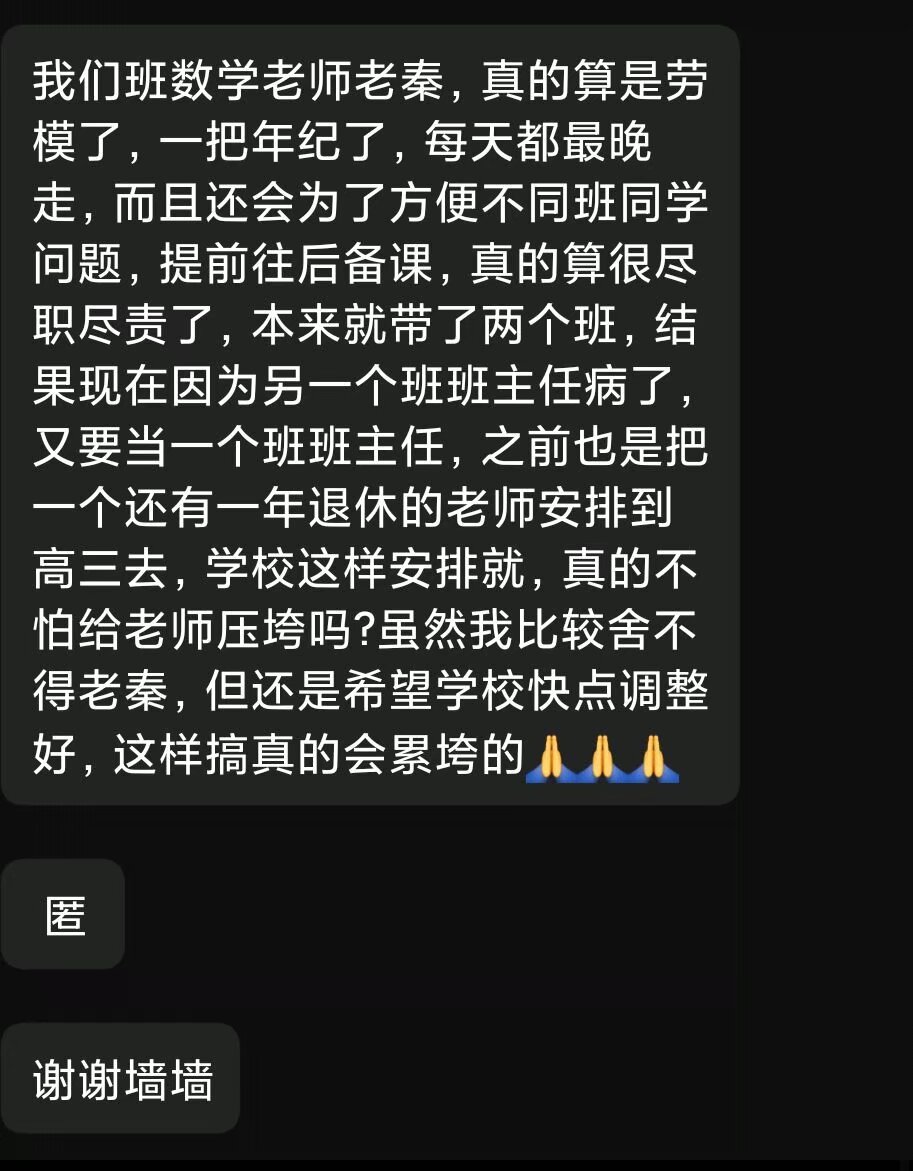 我们班数学老师老秦，真的算是劳
模了，一把年纪了，每天都最晚
走，而且还会为了方便不同班同学
问题，提前往后备课，真的算很尽
职尽责了，本来就带了两个班，结
果现在因为另一个班班主任病了，
又要当一个班班主任，之前也是把
一个还有一年退休的老师安排到
高三去，学校这样安排就，真的不
怕给老师压垮吗?虽然我比较舍不
得老秦，但还是希望学校快点调整
好，这样搞真的会累垮的🙏🙏🙏
匿
谢谢墙墙